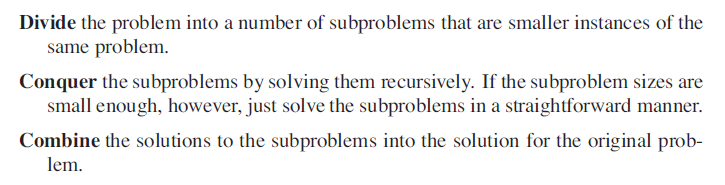 Divide the problem into a number of subproblems that are smaller instances of the
same problem.
Conquer the subproblems by solving them recursively. If the subproblem sizes are
small enough, however, just solve the subproblems in a straightforward manner.
Combine the solutions to the subproblems into the solution for the original prob-
lem.